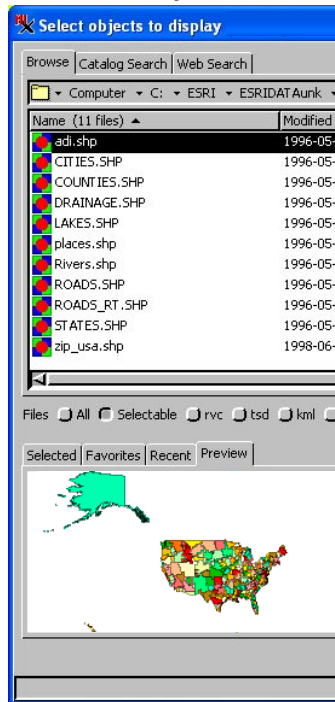 Select objects to display
Browse Catalog Search Web Search
Computer C: ESRI ESRIDATAunk
Name (11 files) Modified
adi.shp 1996-05-
CITIES.SHP 1996-05-
COUNTIES.SHP 1996-05-
DRAINAGE.SHP 1996-05-
LAKES.SHP 1996-05-
places.shp 1996-05-
Rivers.shp 1996-05-
ROADS.SHP 1996-05-
ROADS_RT.SHP 1996-05-
STATES.SHP 1996-05-
zip_usa.shp 1998-06-
Files All Selectable rvc tsd kml
Selected Favorites Recent Preview